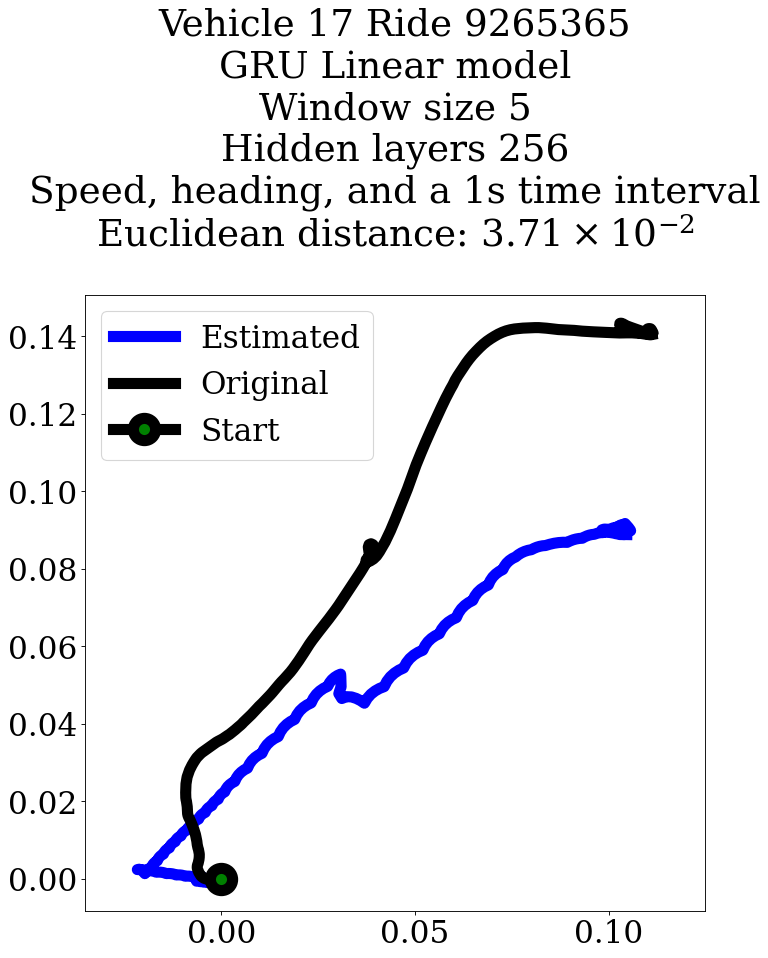 Vehicle 17 Ride 9265365
GRU Linear model
Window size 5
Hidden layers 256
Speed, heading, and a 1s time interval
Euclidean distance: 3.71 × 10⁻²
Estimated
Original
Start
0.14
0.12
0.10
0.08
0.06
0.04
0.02
0.00
0.00 0.05 0.10